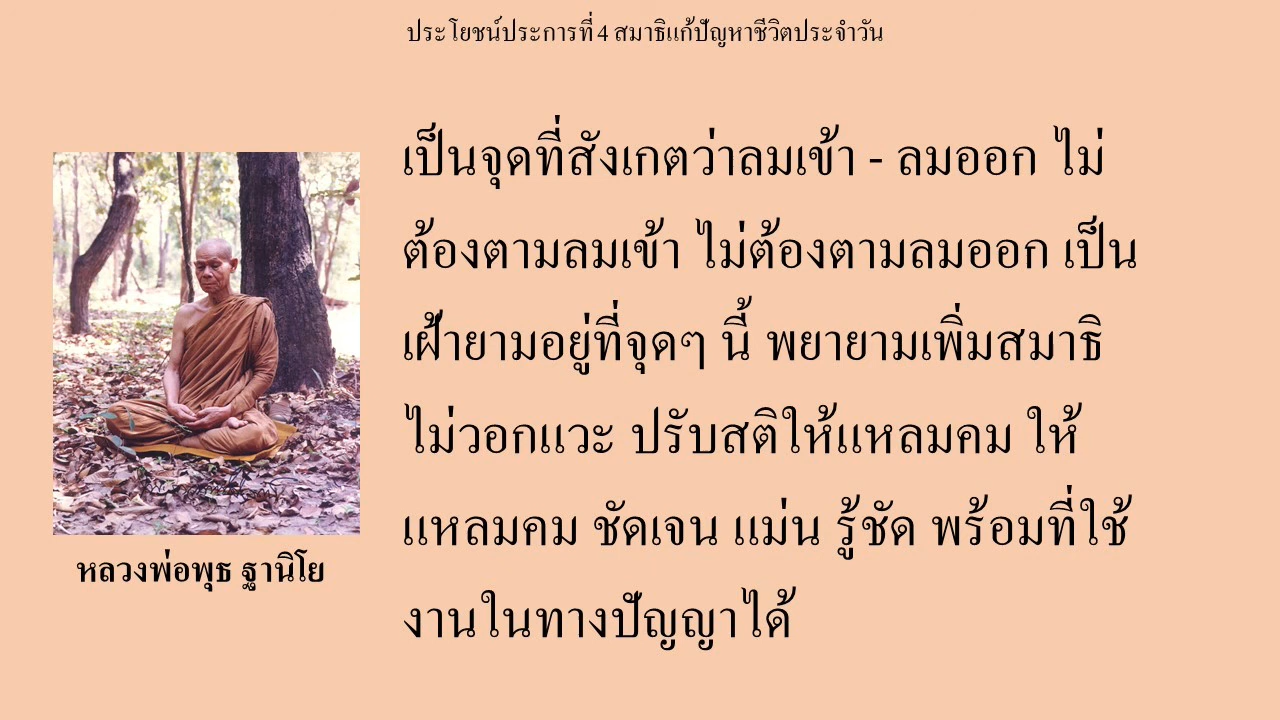 ประโยชน์ประการที่ 4 สมาธิแก้ปัญหาชีวิตประจำวัน
เป็นจุดที่สังเกตว่าลมเข้า - ลมออก ไม่
ต้องตามลมเข้า ไม่ต้องตามลมออก เป็น
เฝ้ายามอยู่ที่จุดๆ นี้ พยายามเพิ่มสมาธิ
ไม่วอกแวะ ปรับสติให้แหลมคม ให้
แหลมคม ชัดเจน แม่น รู้ชัด พร้อมที่ใช้
งานในทางปัญญาได้
หลวงพ่อพุธ ฐานิโย